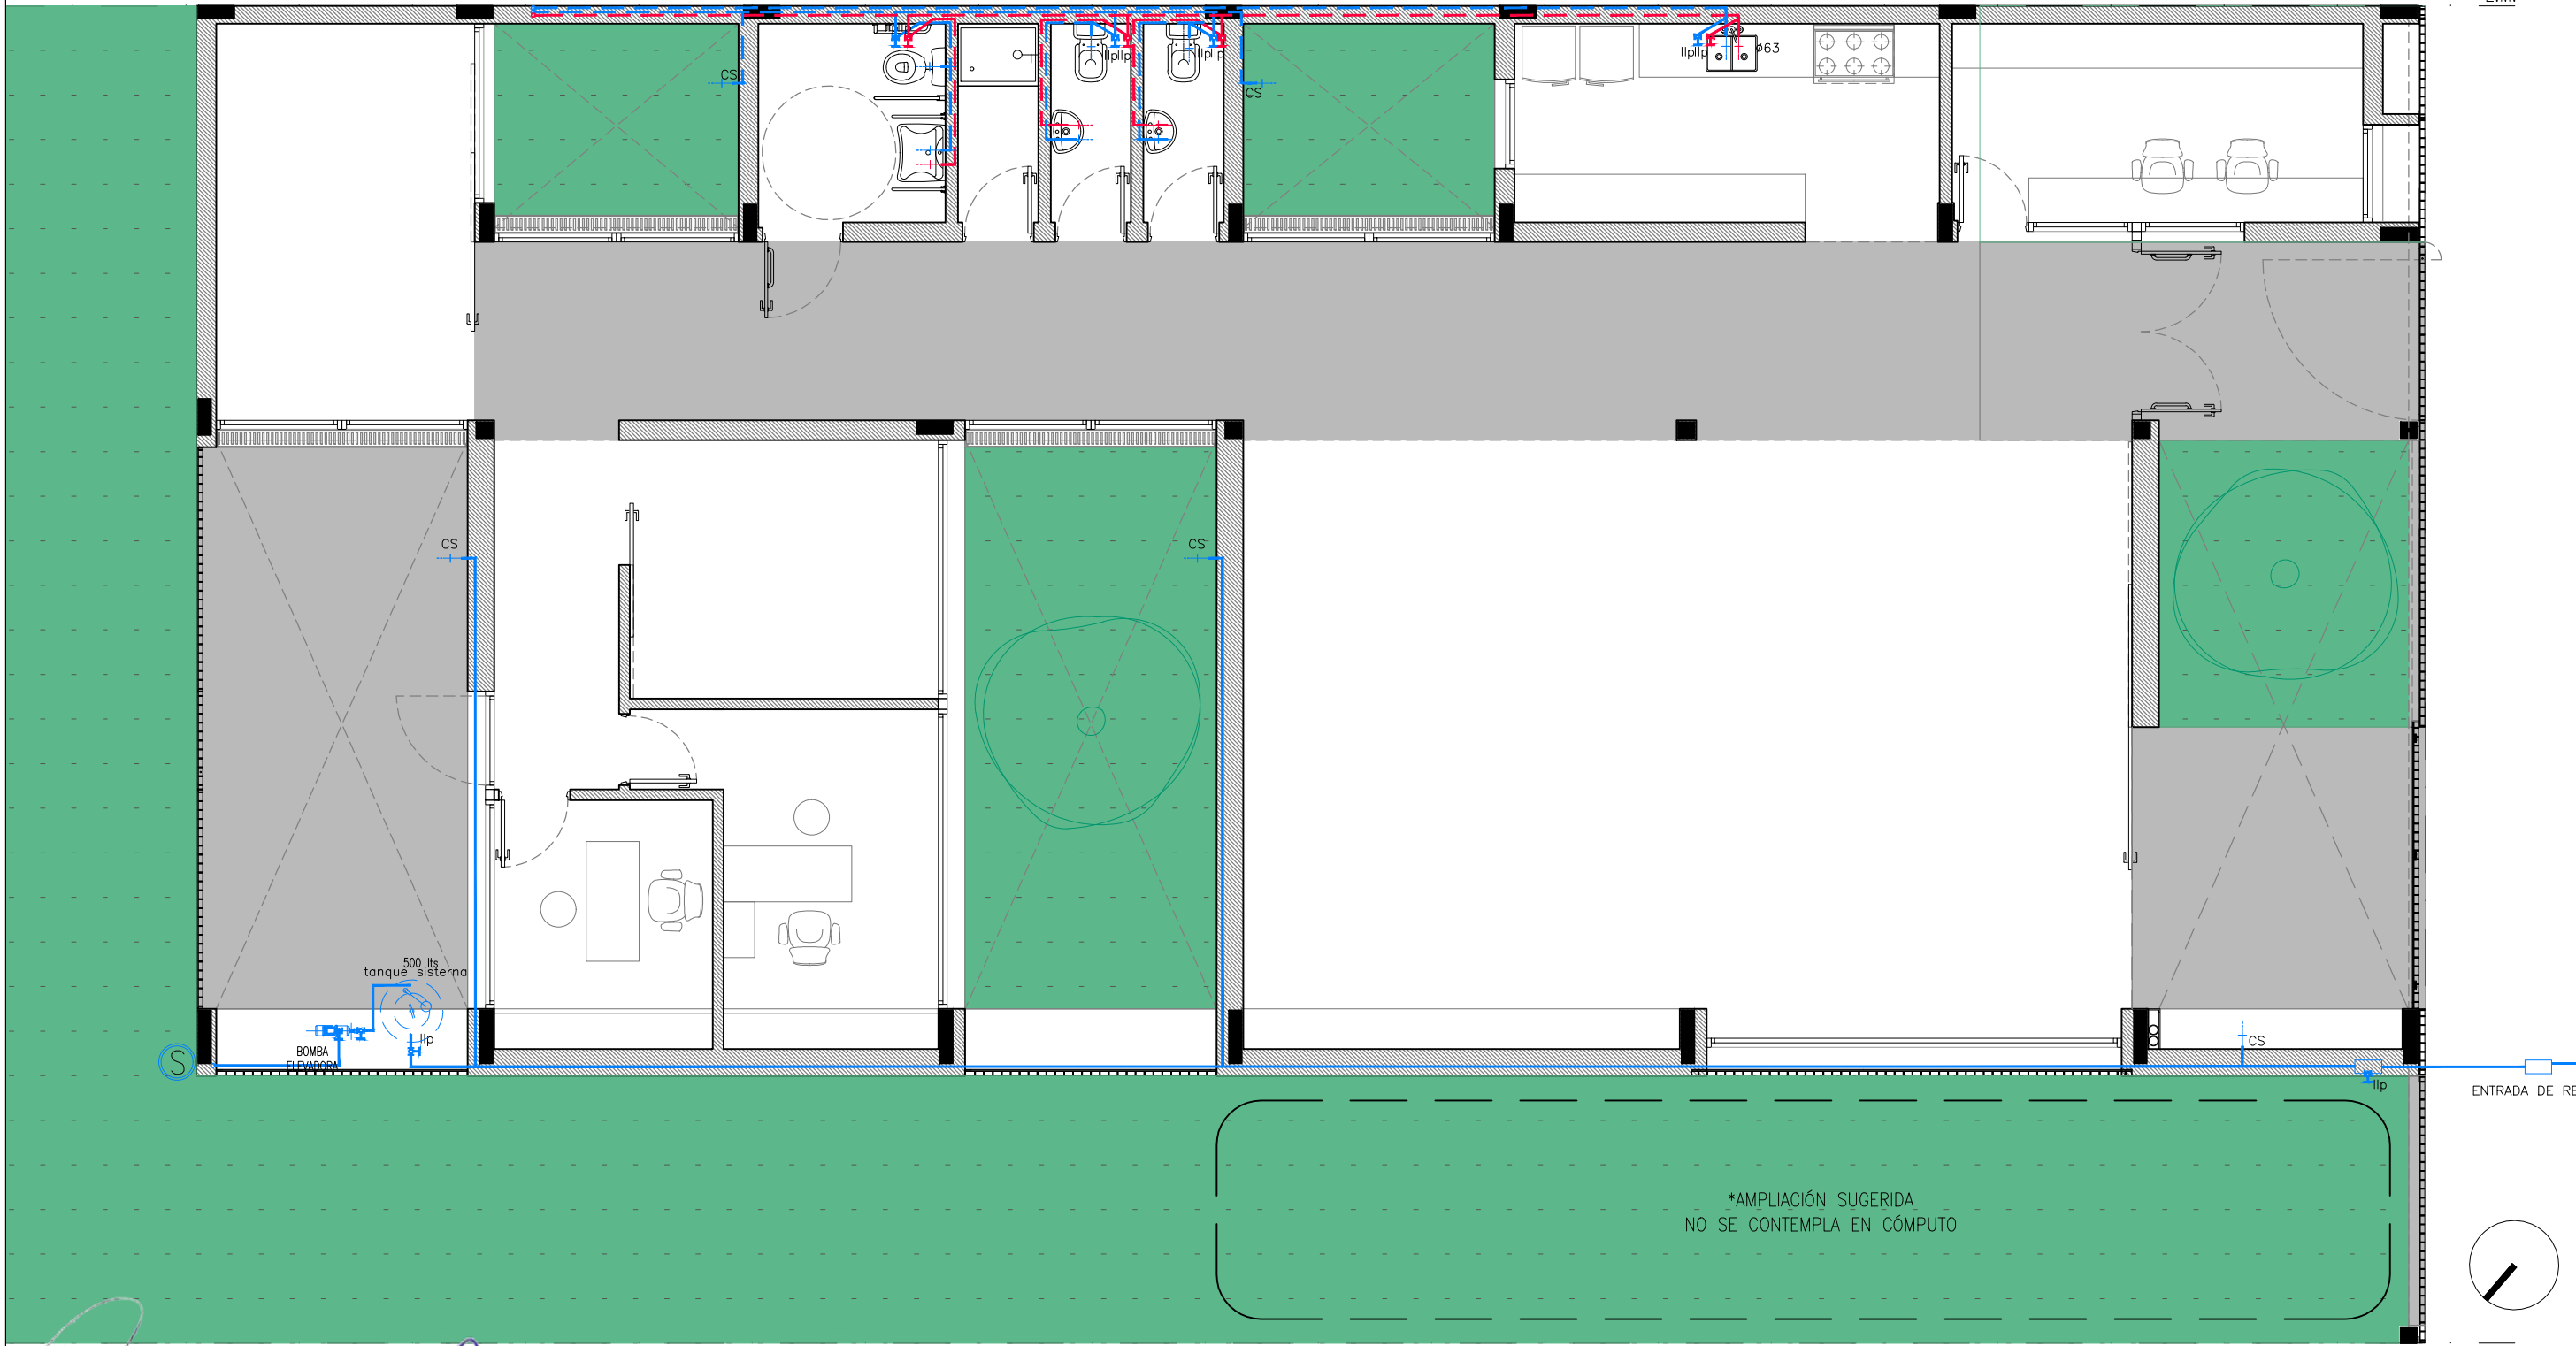 CS
CS
llpllp
llpllp
llpllp
ø63
CS
CS
500 lts
tanque sisterna
llp
BOMBA
ELEVADORA
S
CS
llp
ENTRADA DE RE
*AMPLIACIÓN SUGERIDA
NO SE CONTEMPLA EN CÓMPUTO